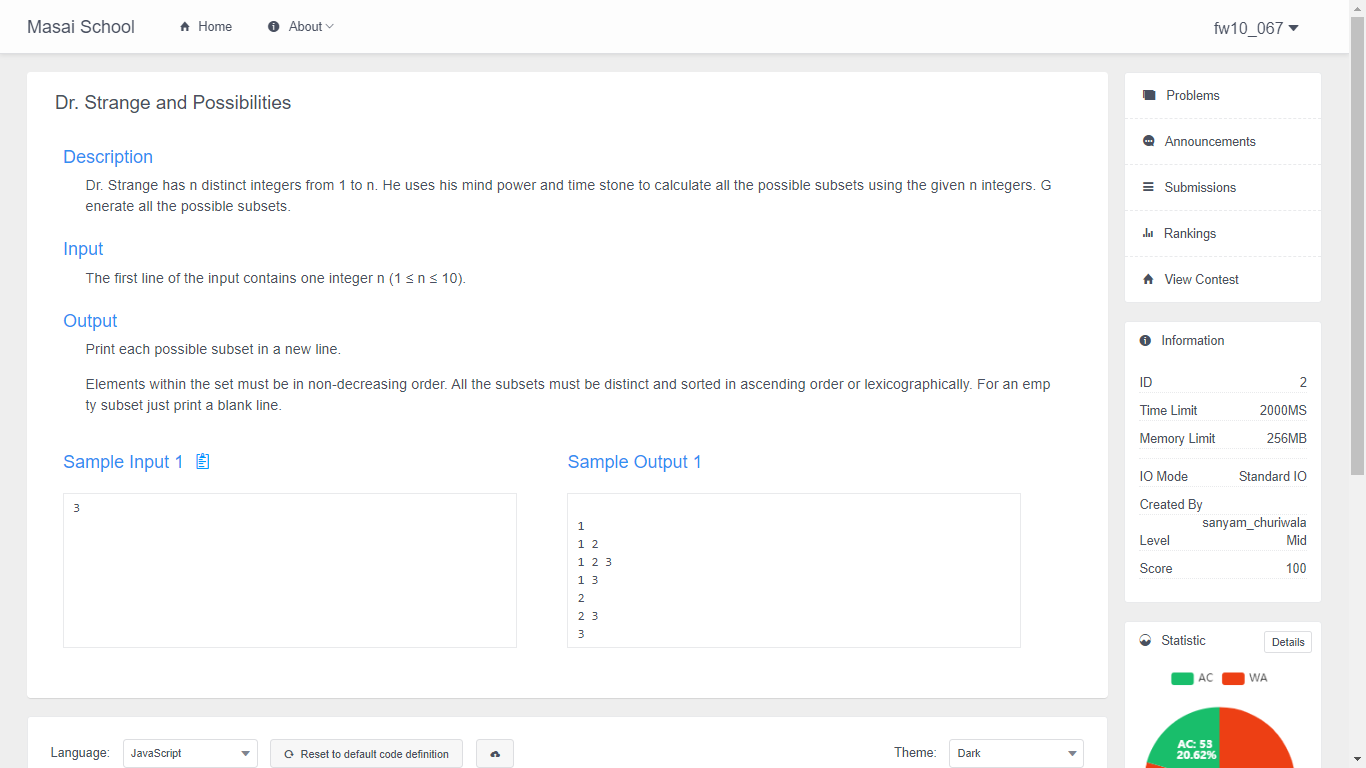 Masai School
Home
About
fw10_067
Dr. Strange and Possibilities
Description
Dr. Strange has n distinct integers from 1 to n. He uses his mind power and time stone to calculate all the possible subsets using the given n integers. G
enerate all the possible subsets.
Input
The first line of the input contains one integer n (1 ≤ n ≤ 10).
Output
Print each possible subset in a new line.
Elements within the set must be in non-decreasing order. All the subsets must be distinct and sorted in ascending order or lexicographically. For an emp
ty subset just print a blank line.
Sample Input 1
3
Sample Output 1
1
1 2
1 2 3
1 3
2
2 3
3
Language:
JavaScript
Reset to default code definition
Theme:
Dark
Problems
Announcements
Submissions
Rankings
View Contest
Information
ID 2
Time Limit 2000MS
Memory Limit 256MB
IO Mode Standard IO
Created By
sanyam_churiwala
Level Mid
Score 100
Statistic
Details
AC WA
AC: 53
20.62%